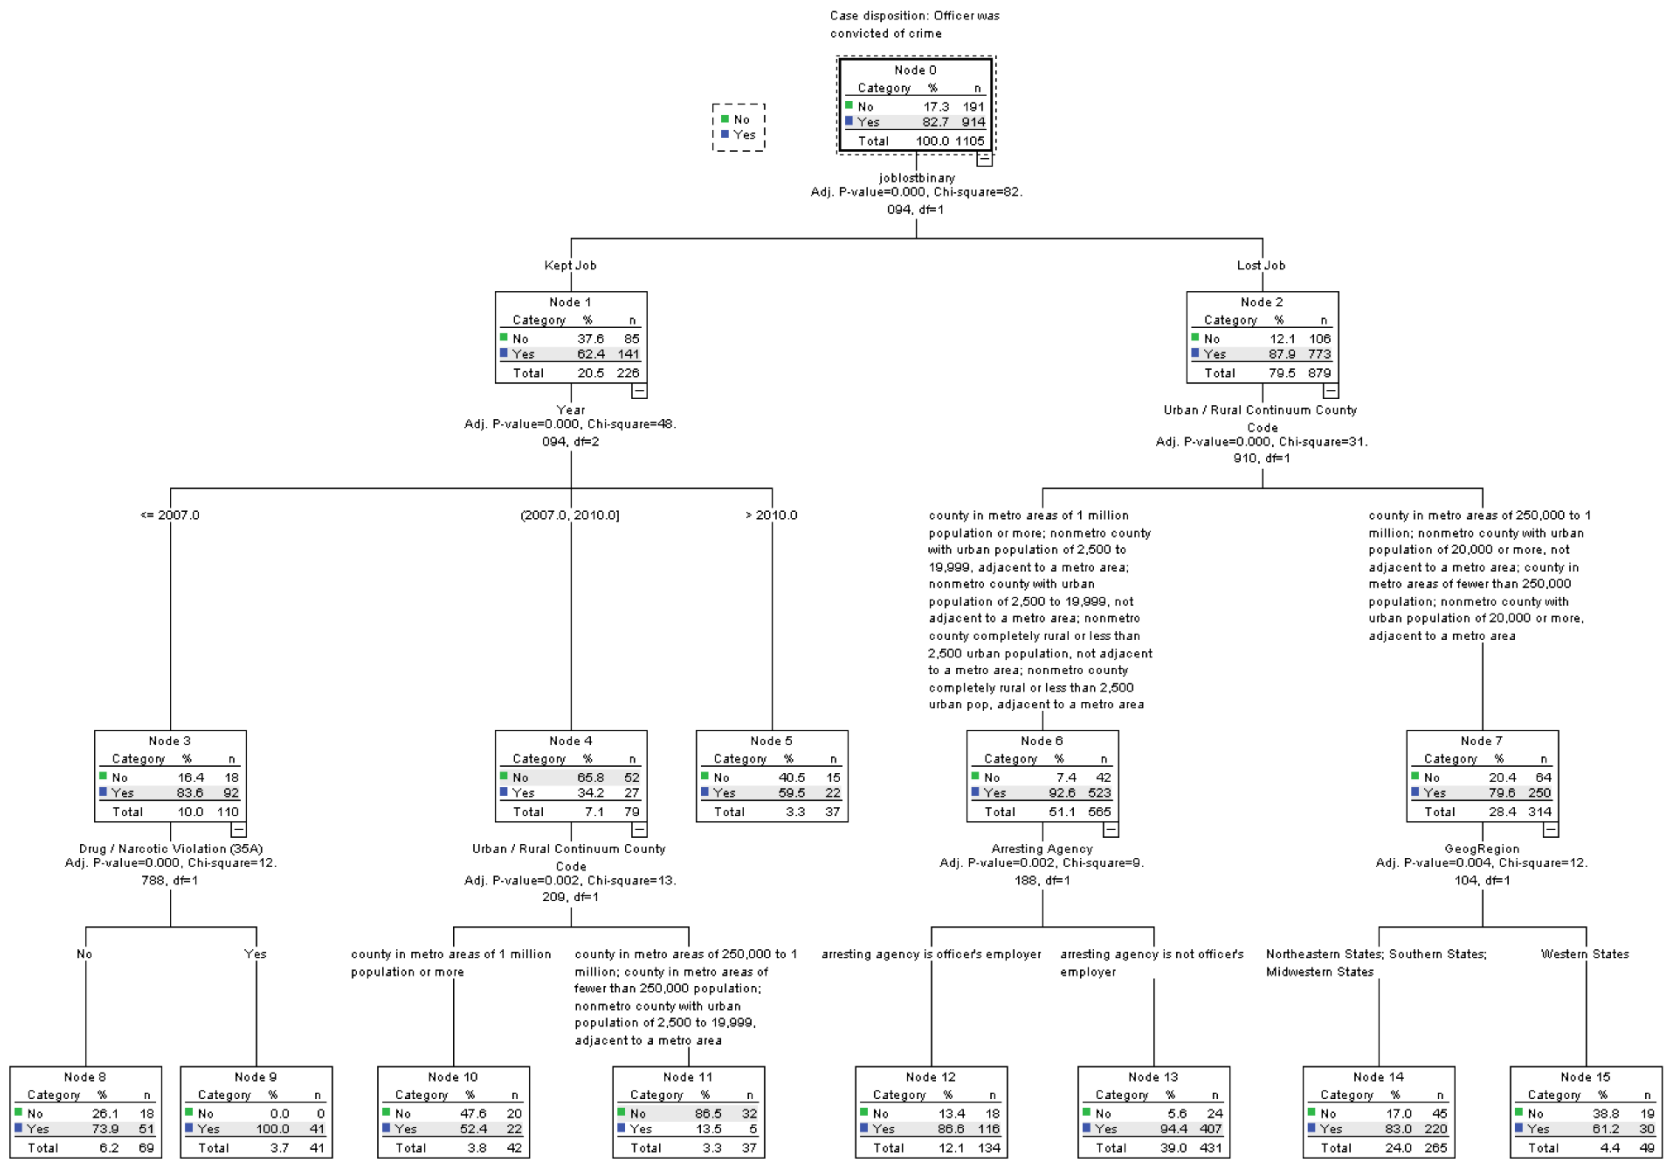 Case disposition: Officer was
convicted of crime
Node 0
Category % n
No 17.3 191
Yes 82.7 914
Total 100.0 1105
No
Yes
joblostbinary
Adj. P-value=0.000, Chi-square=82.
094, df=1
Kept Job
Lost Job
Node 1
Category % n
No 37.6 85
Yes 62.4 141
Total 20.5 226
Node 2
Category % n
No 12.1 106
Yes 87.9 773
Total 79.5 879
Year
Adj. P-value=0.000, Chi-square=48.
094, df=2
Urban / Rural Continuum County
Code
Adj. P-value=0.000, Chi-square=31.
910, df=1
<= 2007.0
(2007.0, 2010.0]
> 2010.0
county in metro areas of 1 million
population or more; nonmetro county
with urban population of 2,500 to
19,999, adjacent to a metro area;
nonmetro county with urban
population of 2,500 to 19,999, not
adjacent to a metro area; nonmetro
county completely rural or less than
2,500 urban population, not adjacent
to a metro area; nonmetro county
completely rural or less than 2,500
urban pop, adjacent to a metro area
county in metro areas of 250,000 to 1
million; nonmetro county with urban
population of 20,000 or more, not
adjacent to a metro area; county in
metro areas of fewer than 250,000
population; nonmetro county with
urban population of 20,000 or more,
adjacent to a metro area
Node 3
Category % n
No 16.4 18
Yes 83.6 92
Total 10.0 110
Node 4
Category % n
No 65.8 52
Yes 34.2 27
Total 7.1 79
Node 5
Category % n
No 40.5 15
Yes 59.5 22
Total 3.3 37
Node 6
Category % n
No 7.4 42
Yes 92.6 523
Total 51.1 565
Node 7
Category % n
No 20.4 64
Yes 79.6 250
Total 28.4 314
Drug / Narcotic Violation (35A)
Adj. P-value=0.000, Chi-square=12.
788, df=1
Urban / Rural Continuum County
Code
Adj. P-value=0.002, Chi-square=13.
209, df=1
Arresting Agency
Adj. P-value=0.002, Chi-square=9.
188, df=1
GeogRegion
Adj. P-value=0.004, Chi-square=12.
104, df=1
No
Yes
county in metro areas of 1 million
population or more
county in metro areas of 250,000 to 1
million; county in metro areas of
fewer than 250,000 population;
nonmetro county with urban
population of 2,500 to 19,999,
adjacent to a metro area
arresting agency is officer's employer
arresting agency is not officer's
employer
Northeastern States; Southern States;
Midwestern States
Western States
Node 8
Category % n
No 26.1 18
Yes 73.9 51
Total 6.2 69
Node 9
Category % n
No 0.0 0
Yes 100.0 41
Total 3.7 41
Node 10
Category % n
No 47.6 20
Yes 52.4 22
Total 3.8 42
Node 11
Category % n
No 86.5 32
Yes 13.5 5
Total 3.3 37
Node 12
Category % n
No 13.4 18
Yes 86.6 116
Total 12.1 134
Node 13
Category % n
No 5.6 24
Yes 94.4 407
Total 39.0 431
Node 14
Category % n
No 17.0 45
Yes 83.0 220
Total 24.0 265
Node 15
Category % n
No 38.8 19
Yes 61.2 30
Total 4.4 49